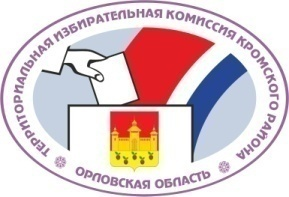 ТЕРРИТОРИАЛЬНАЯ ИЗБИРАТЕЛЬНАЯ КОМИССИЯ КРОМСКОГО РАЙОНА
ОРЛОВСКАЯ ОБЛАСТЬ